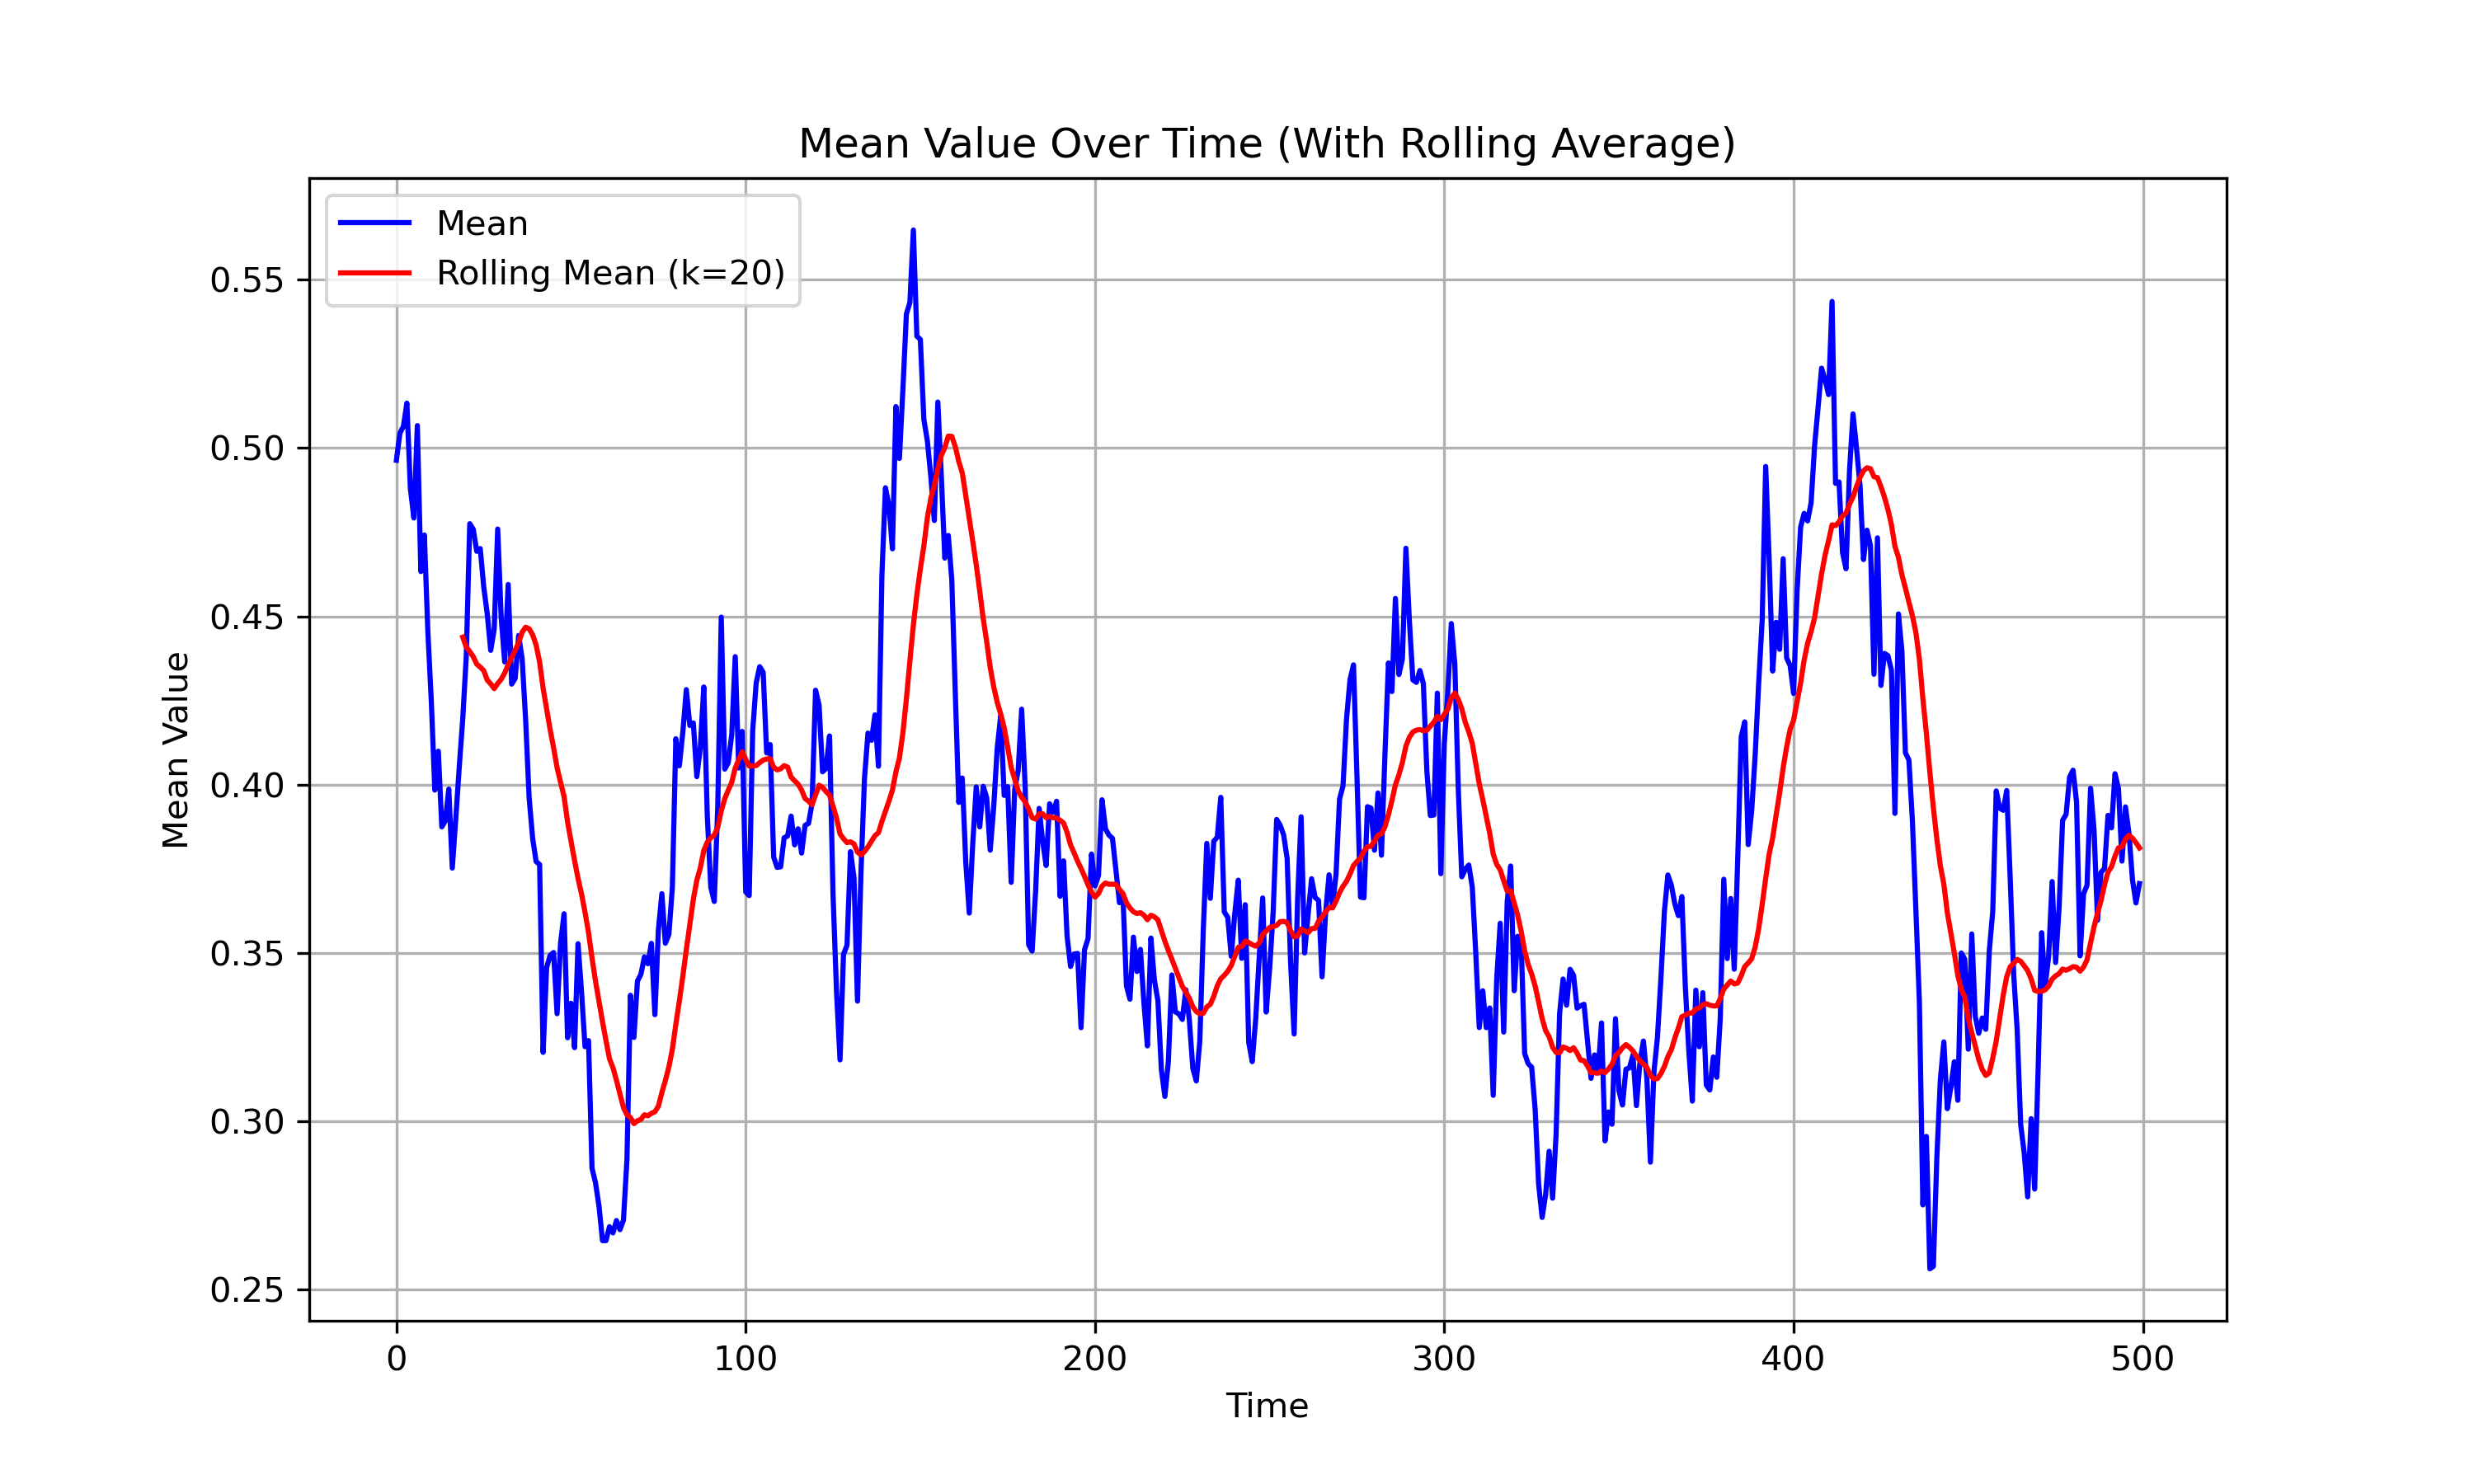 Mean Value Over Time (With Rolling Average)
Mean
Rolling Mean (k=20)
0.55
0.50
0.45
0.40
0.35
0.30
0.25
Mean Value
0 100 200 300 400 500
Time